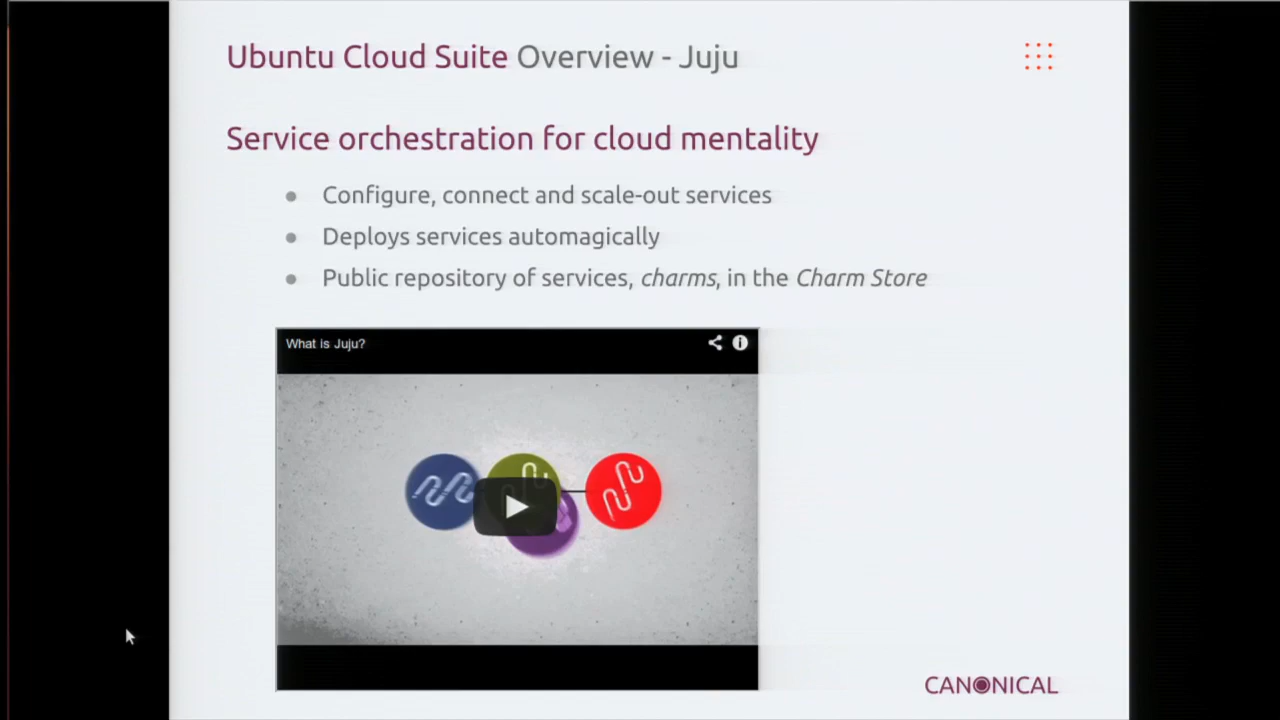 Ubuntu Cloud Suite Overview - Juju
Service orchestration for cloud mentality
● Configure, connect and scale-out services
● Deploys services automagically
● Public repository of services, charms, in the Charm Store
What is Juju?
CANONICAL